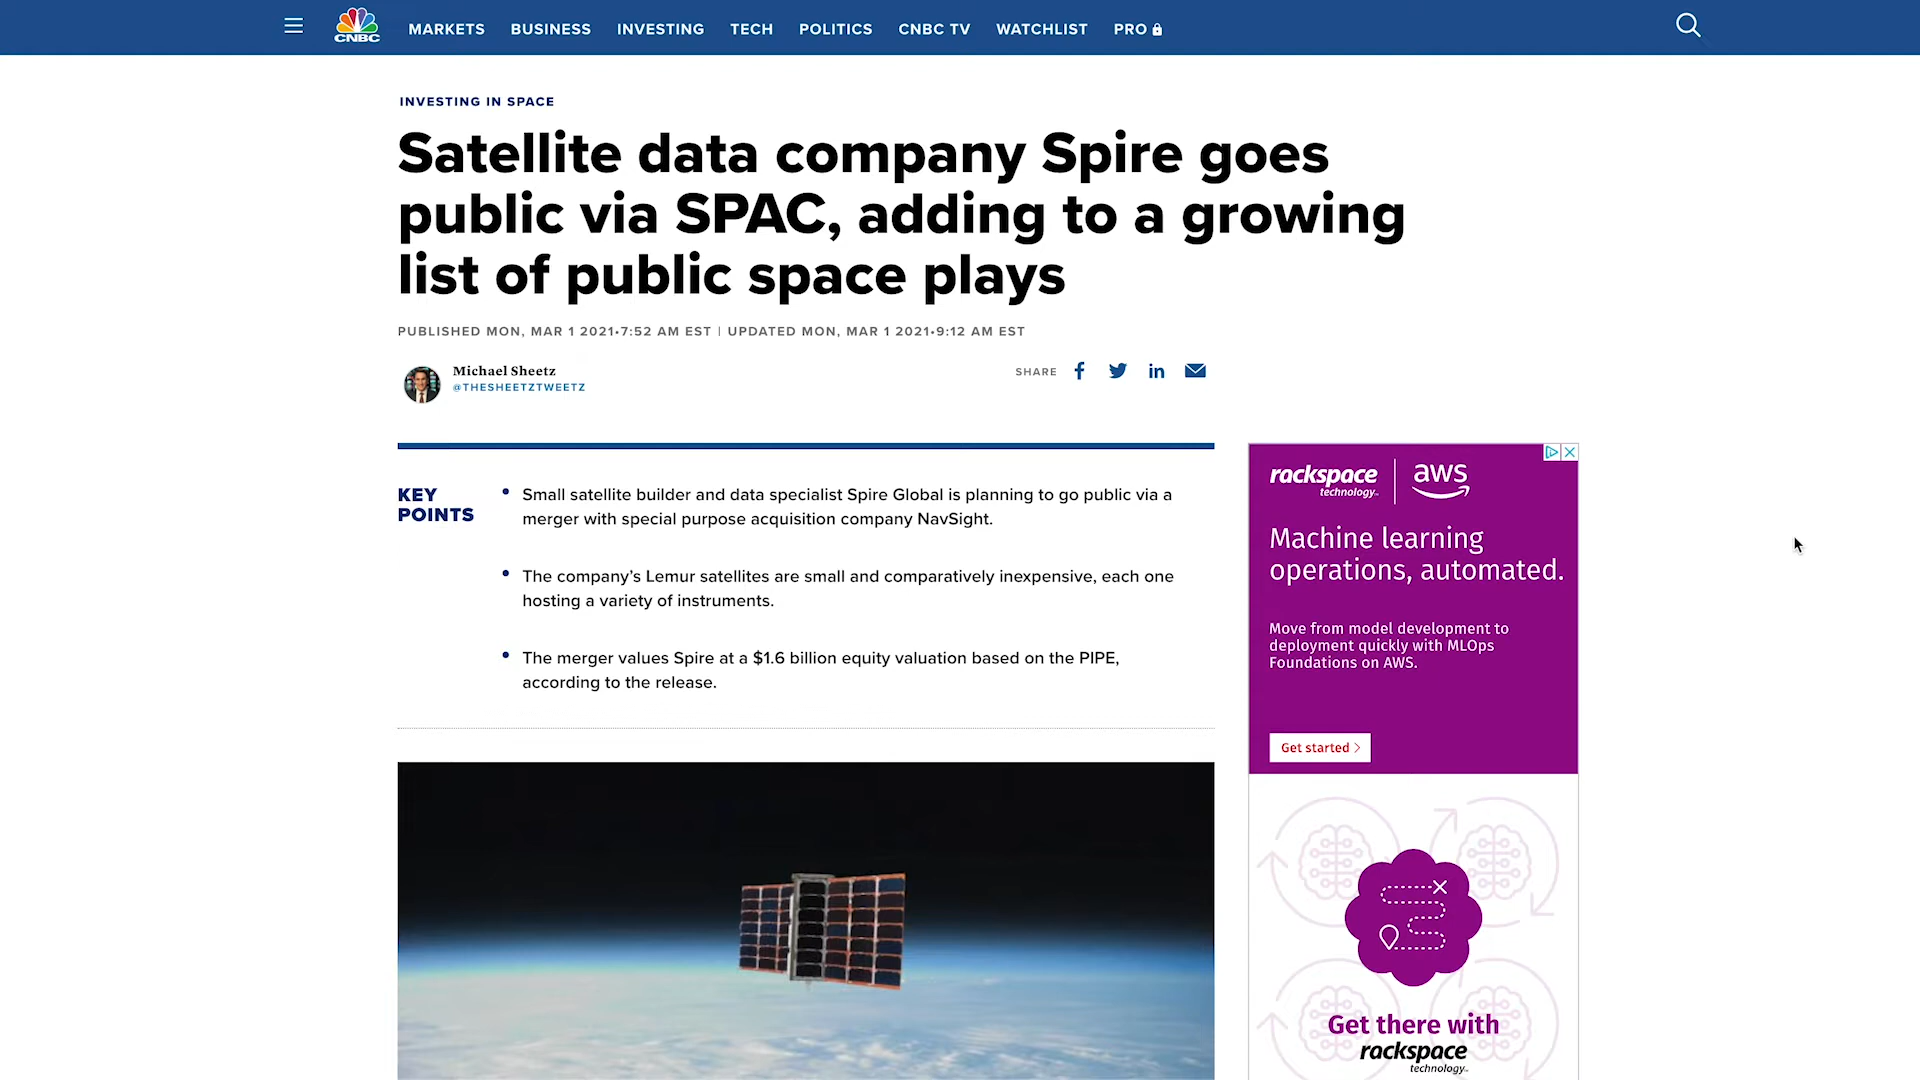 CNBC
MARKETS BUSINESS INVESTING TECH POLITICS CNBC TV WATCHLIST PRO
INVESTING IN SPACE
Satellite data company Spire goes
public via SPAC, adding to a growing
list of public space plays
PUBLISHED MON, MAR 1 2021•7:52 AM EST | UPDATED MON, MAR 1 2021•9:12 AM EST
Michael Sheetz
@THESHEETZTWEETZ
SHARE
KEY
POINTS
• Small satellite builder and data specialist Spire Global is planning to go public via a
merger with special purpose acquisition company NavSight.
• The company’s Lemur satellites are small and comparatively inexpensive, each one
hosting a variety of instruments.
• The merger values Spire at a $1.6 billion equity valuation based on the PIPE,
according to the release.
rackspace
technology
aws
Machine learning
operations, automated.
Move from model development to
deployment quickly with MLOps
Foundations on AWS.
Get started >
Get there with
rackspace
technology